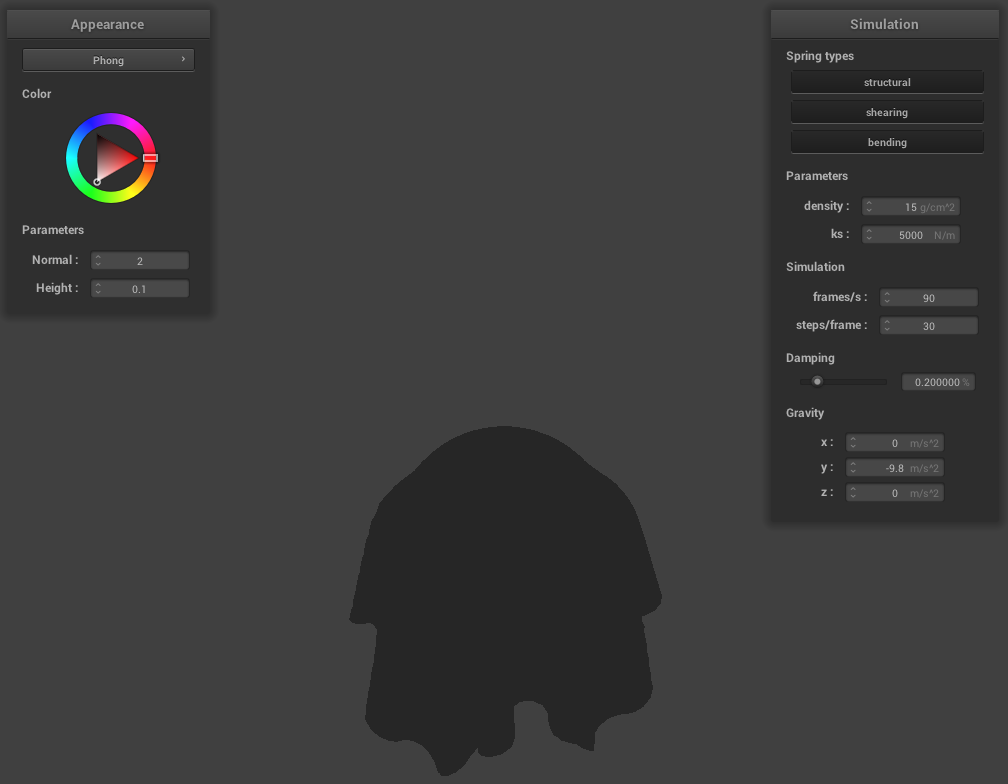 Appearance
Phong
Color
Parameters
Normal : 2
Height : 0.1
Simulation
Spring types
structural
shearing
bending
Parameters
density : 15 g/cm^2
ks : 5000 N/m
Simulation
frames/s : 90
steps/frame : 30
Damping
0.200000 %
Gravity
x : 0 m/s^2
y : -9.8 m/s^2
z : 0 m/s^2